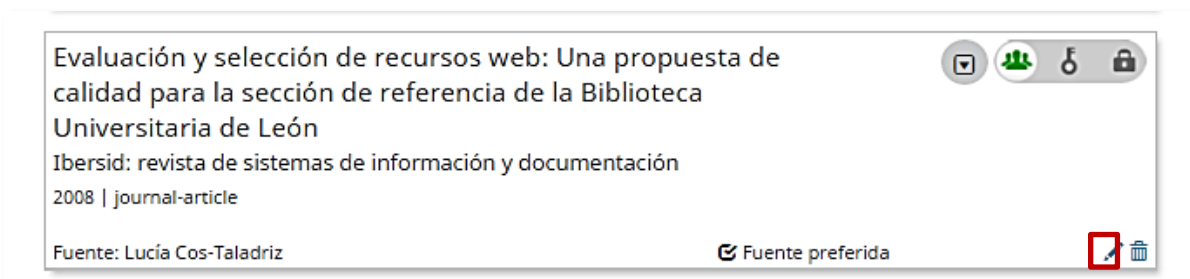 Evaluación y selección de recursos web: Una propuesta de
calidad para la sección de referencia de la Biblioteca
Universitaria de León
Ibersid: revista de sistemas de información y documentación
2008 | journal-article
Fuente: Lucía Cos-Taladriz Fuente preferida